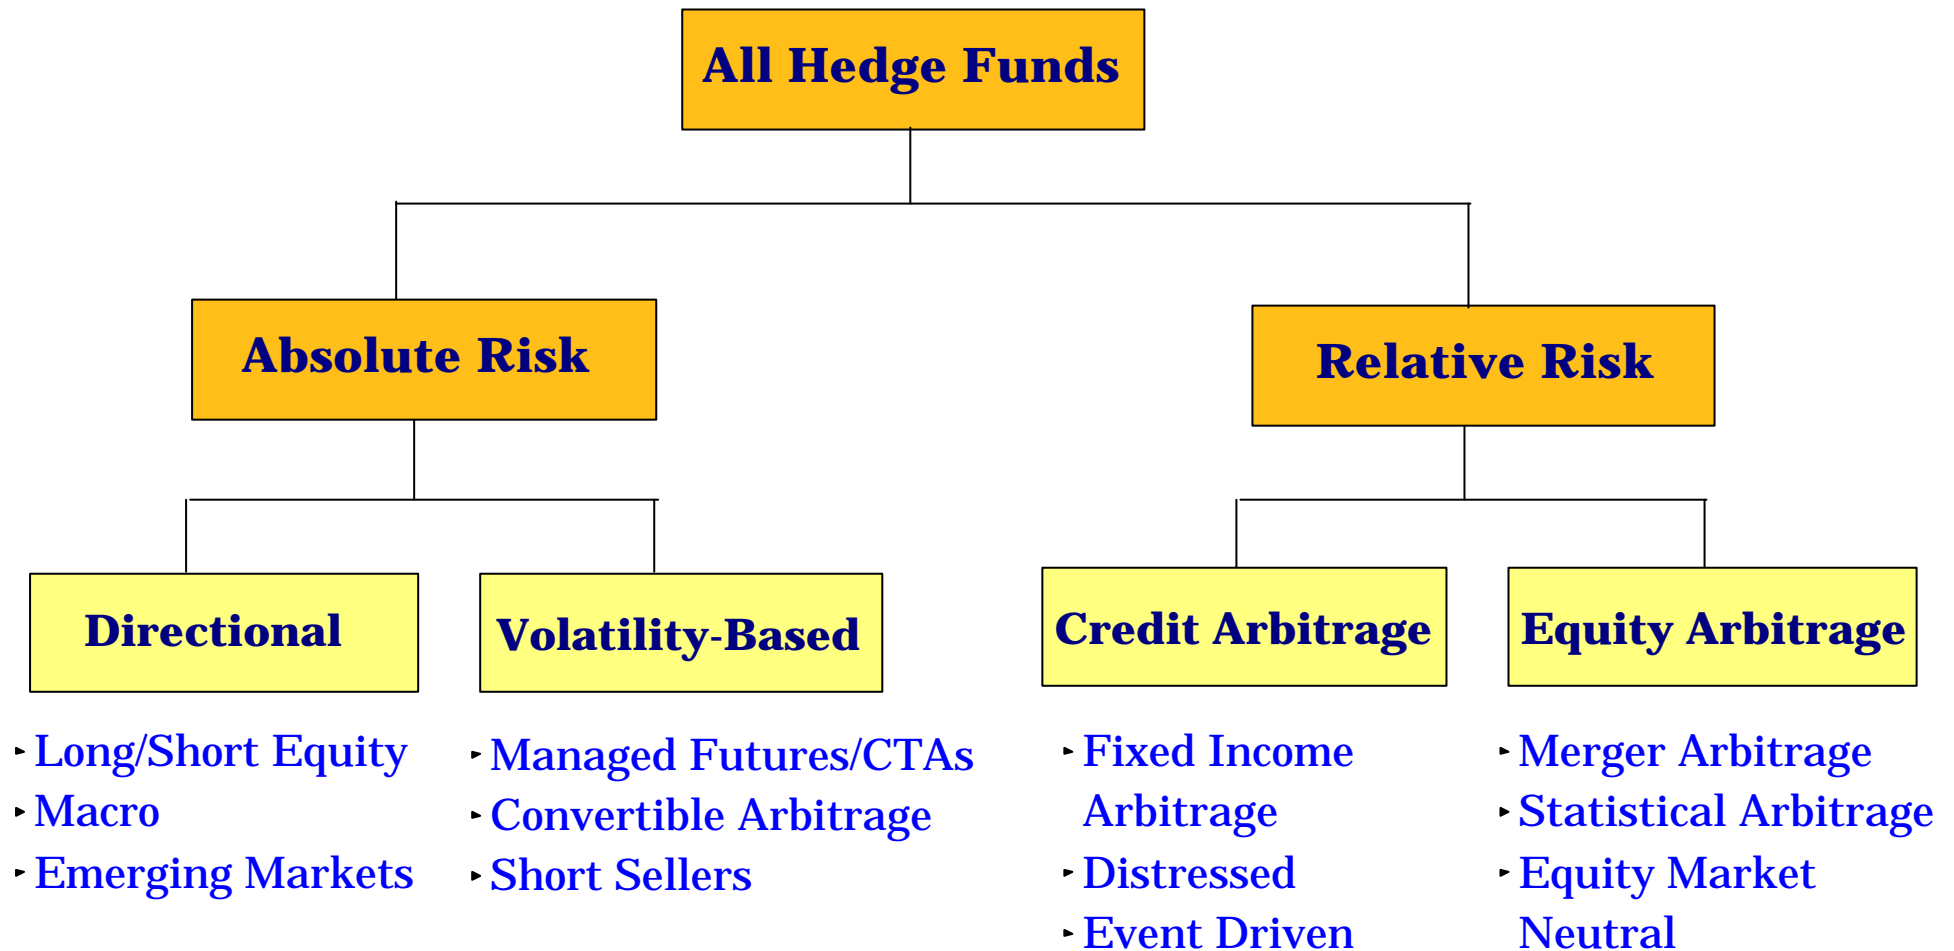 All Hedge Funds
Absolute Risk
Relative Risk
Directional
Volatility-Based
Credit Arbitrage
Equity Arbitrage
Long/Short Equity
Macro
Emerging Markets
Managed Futures/CTAs
Convertible Arbitrage
Short Sellers
Fixed Income
Arbitrage
Distressed
Event Driven
Merger Arbitrage
Statistical Arbitrage
Equity Market
Neutral